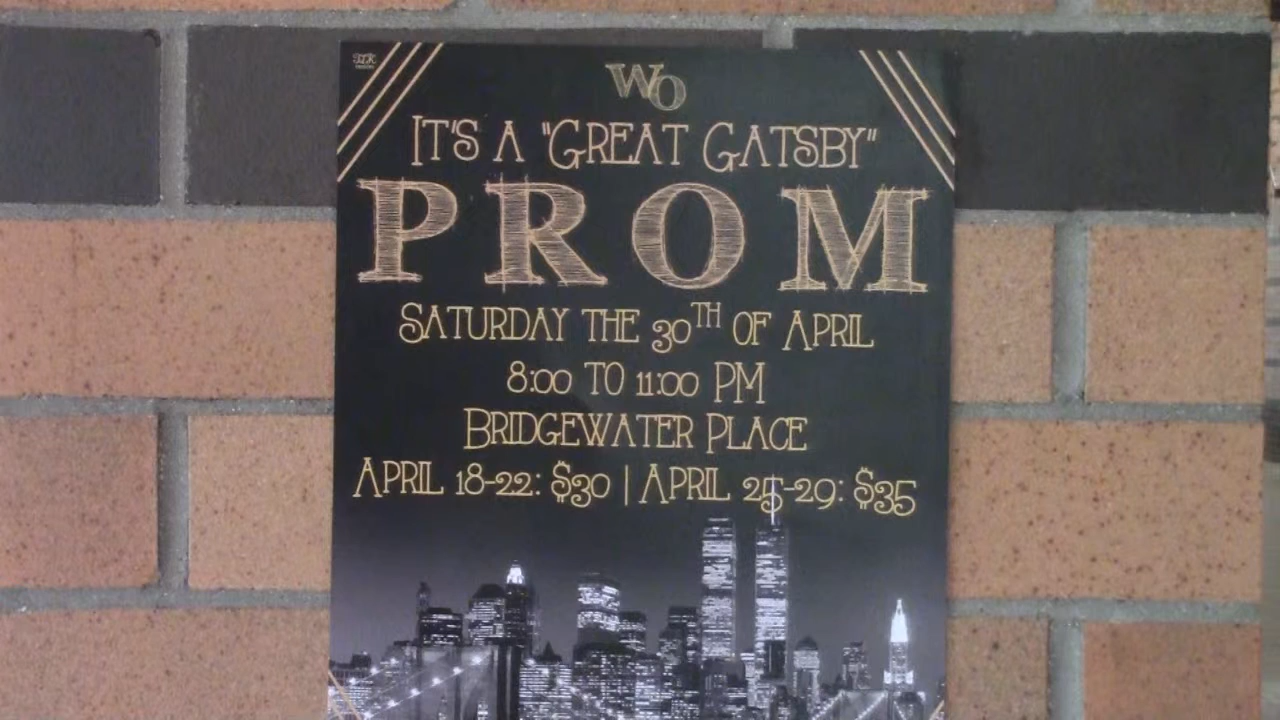 WO
IT'S A "GREAT GATSBY"
PROM
SATURDAY THE 30TH OF APRIL
8:00 TO 11:00 PM
BRIDGEWATER PLACE
APRIL 18-22: $30 | APRIL 25-29: $35